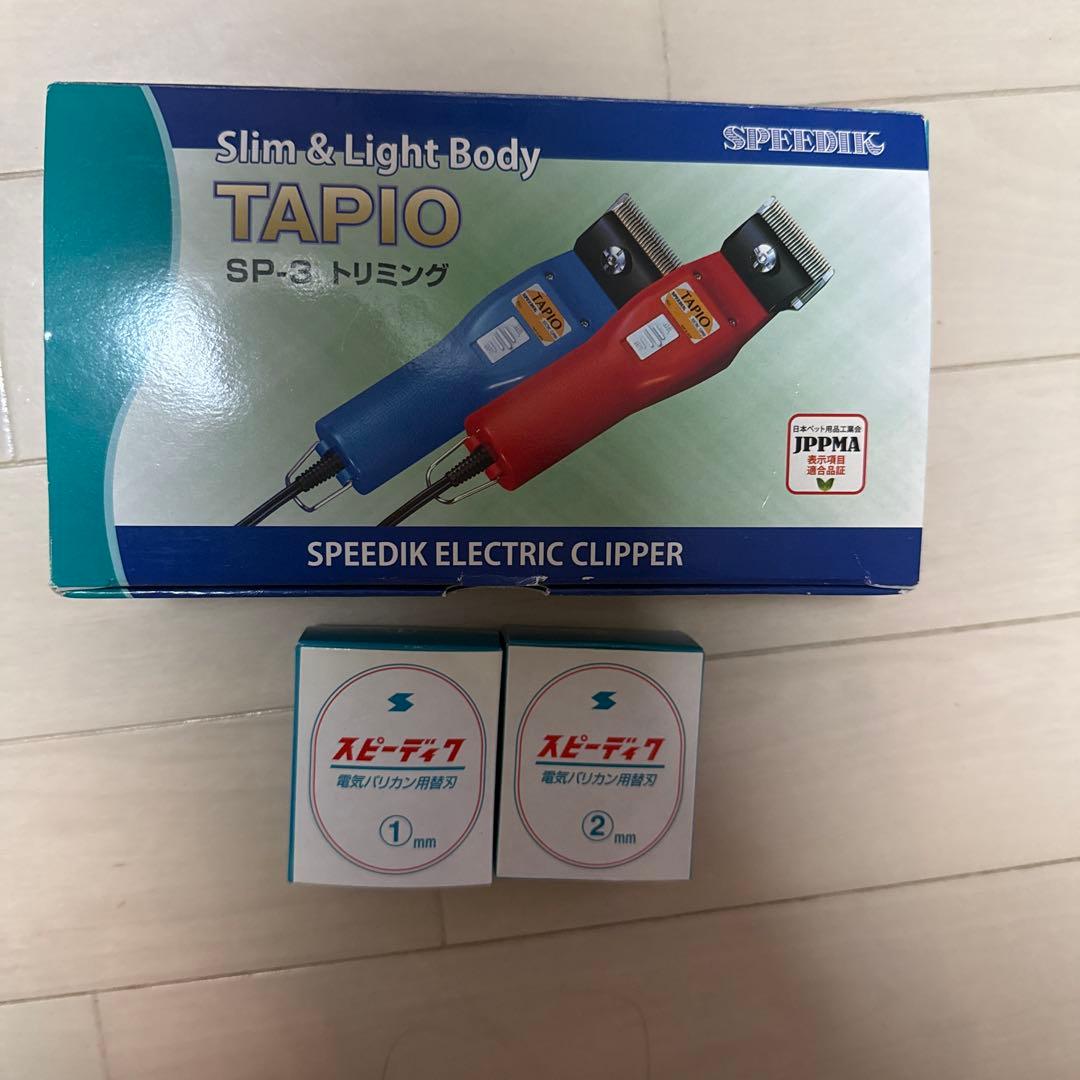 Slim & Light Body
SPEEDIK
TAPIO
SP-3 トリミング
TAPIO
SPEEDIK
TAPIO
SPEEDIK
日本ペット用品工業会
JPPMA
表示項目
適合品証
SPEEDIK ELECTRIC CLIPPER
スピーディク
電気バリカン用替刃
1mm
スピーディク
電気バリカン用替刃
2mm